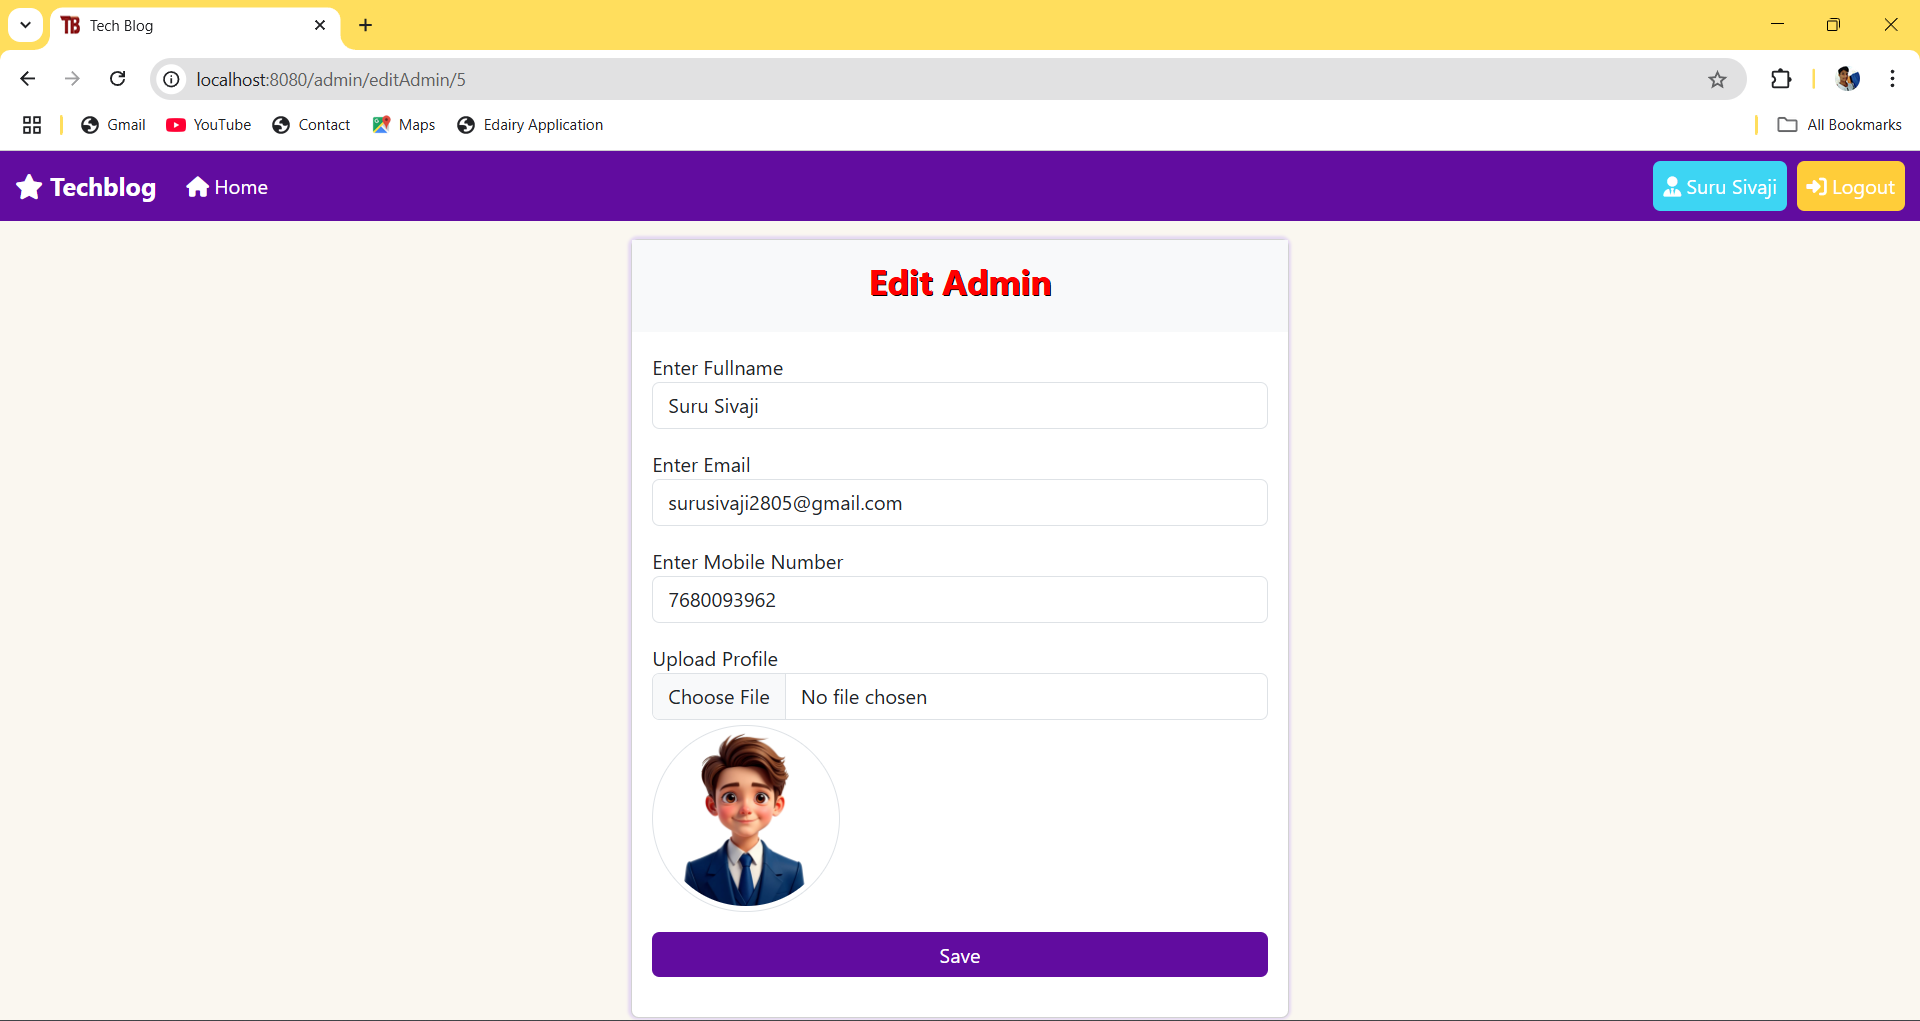 TB Tech Blog
localhost:8080/admin/editAdmin/5
Gmail YouTube Contact Maps Edairy Application All Bookmarks
Techblog Home Suru Sivaji Logout
Edit Admin
Enter Fullname
Suru Sivaji
Enter Email
surusivaji2805@gmail.com
Enter Mobile Number
7680093962
Upload Profile
Choose File No file chosen
Save